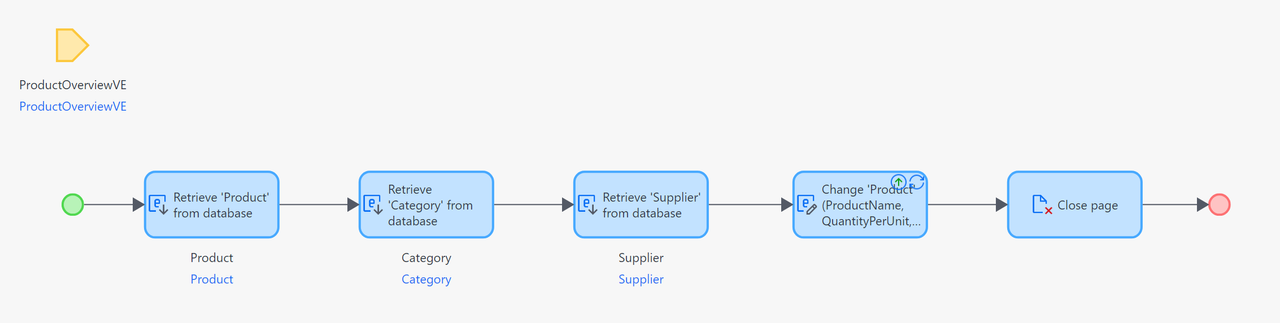 ProductOverviewVE
ProductOverviewVE
Retrieve 'Product'
from database
Product
Product
Retrieve
'Category' from
database
Category
Category
Retrieve 'Supplier'
from database
Supplier
Supplier
Change 'Product'
(ProductName,
QuantityPerUnit,...
Close page